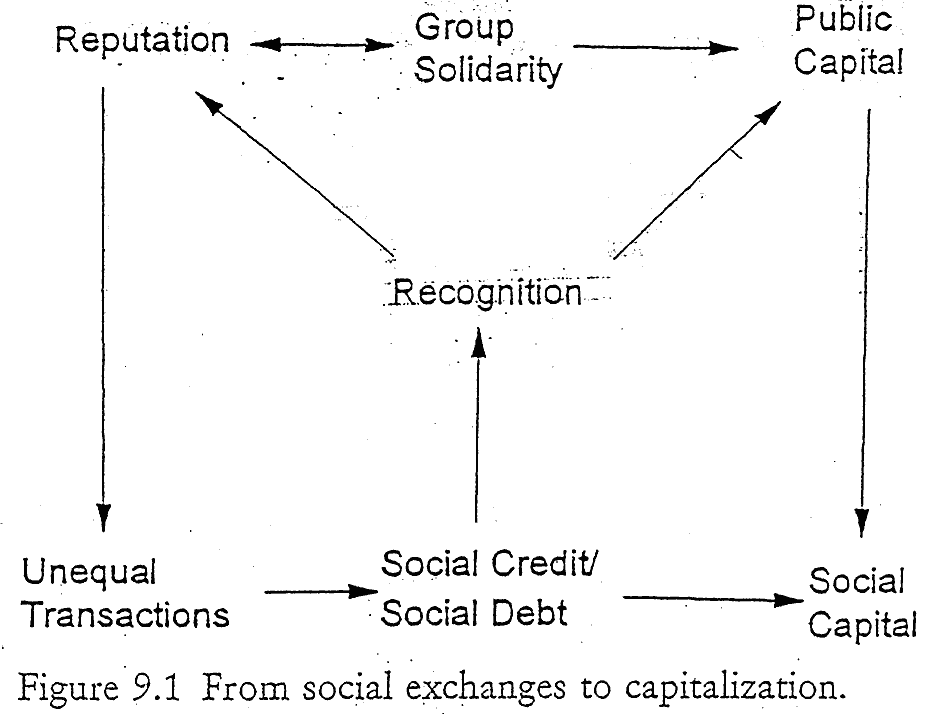 Reputation
Group
Solidarity
Public
Capital
Recognition
Unequal
Transactions
Social Credit/
Social Debt
Social
Capital
Figure 9.1 From social exchanges to capitalization.